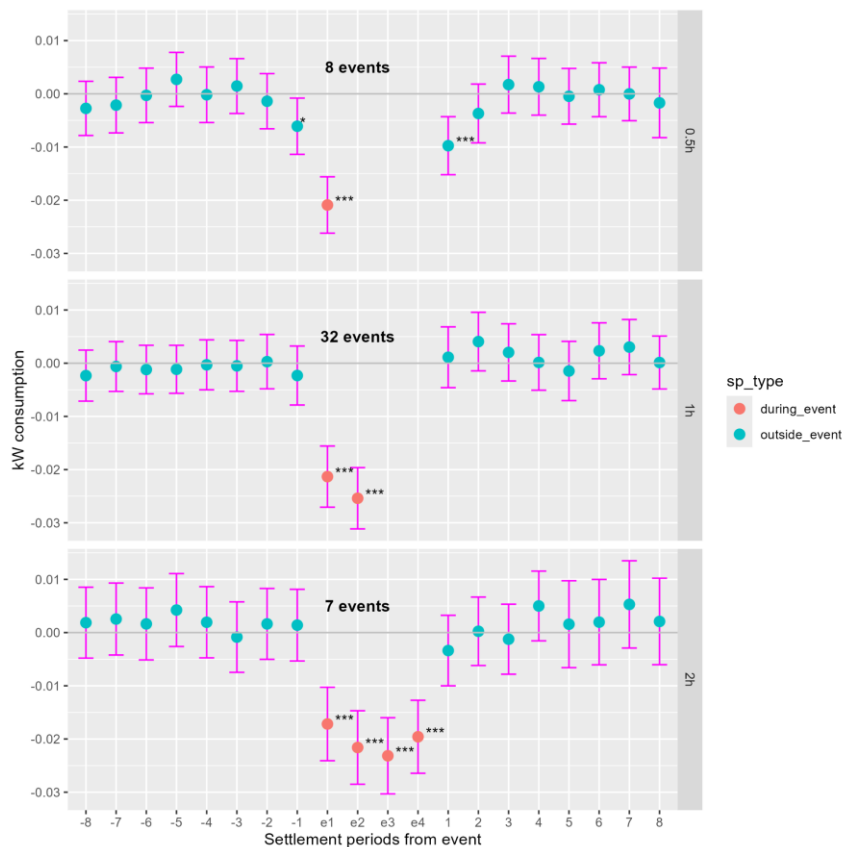 0.01
0.00
-0.01
-0.02
-0.03
8 events
*
***
***
0.5h
0.01
0.00
-0.01
-0.02
-0.03
32 events
***
***
1h
0.01
0.00
-0.01
-0.02
-0.03
7 events
***
***
***
***
2h
kW consumption
-8 -7 -6 -5 -4 -3 -2 -1 e1 e2 e3 e4 1 2 3 4 5 6 7 8
Settlement periods from event
sp_type
during_event
outside_event